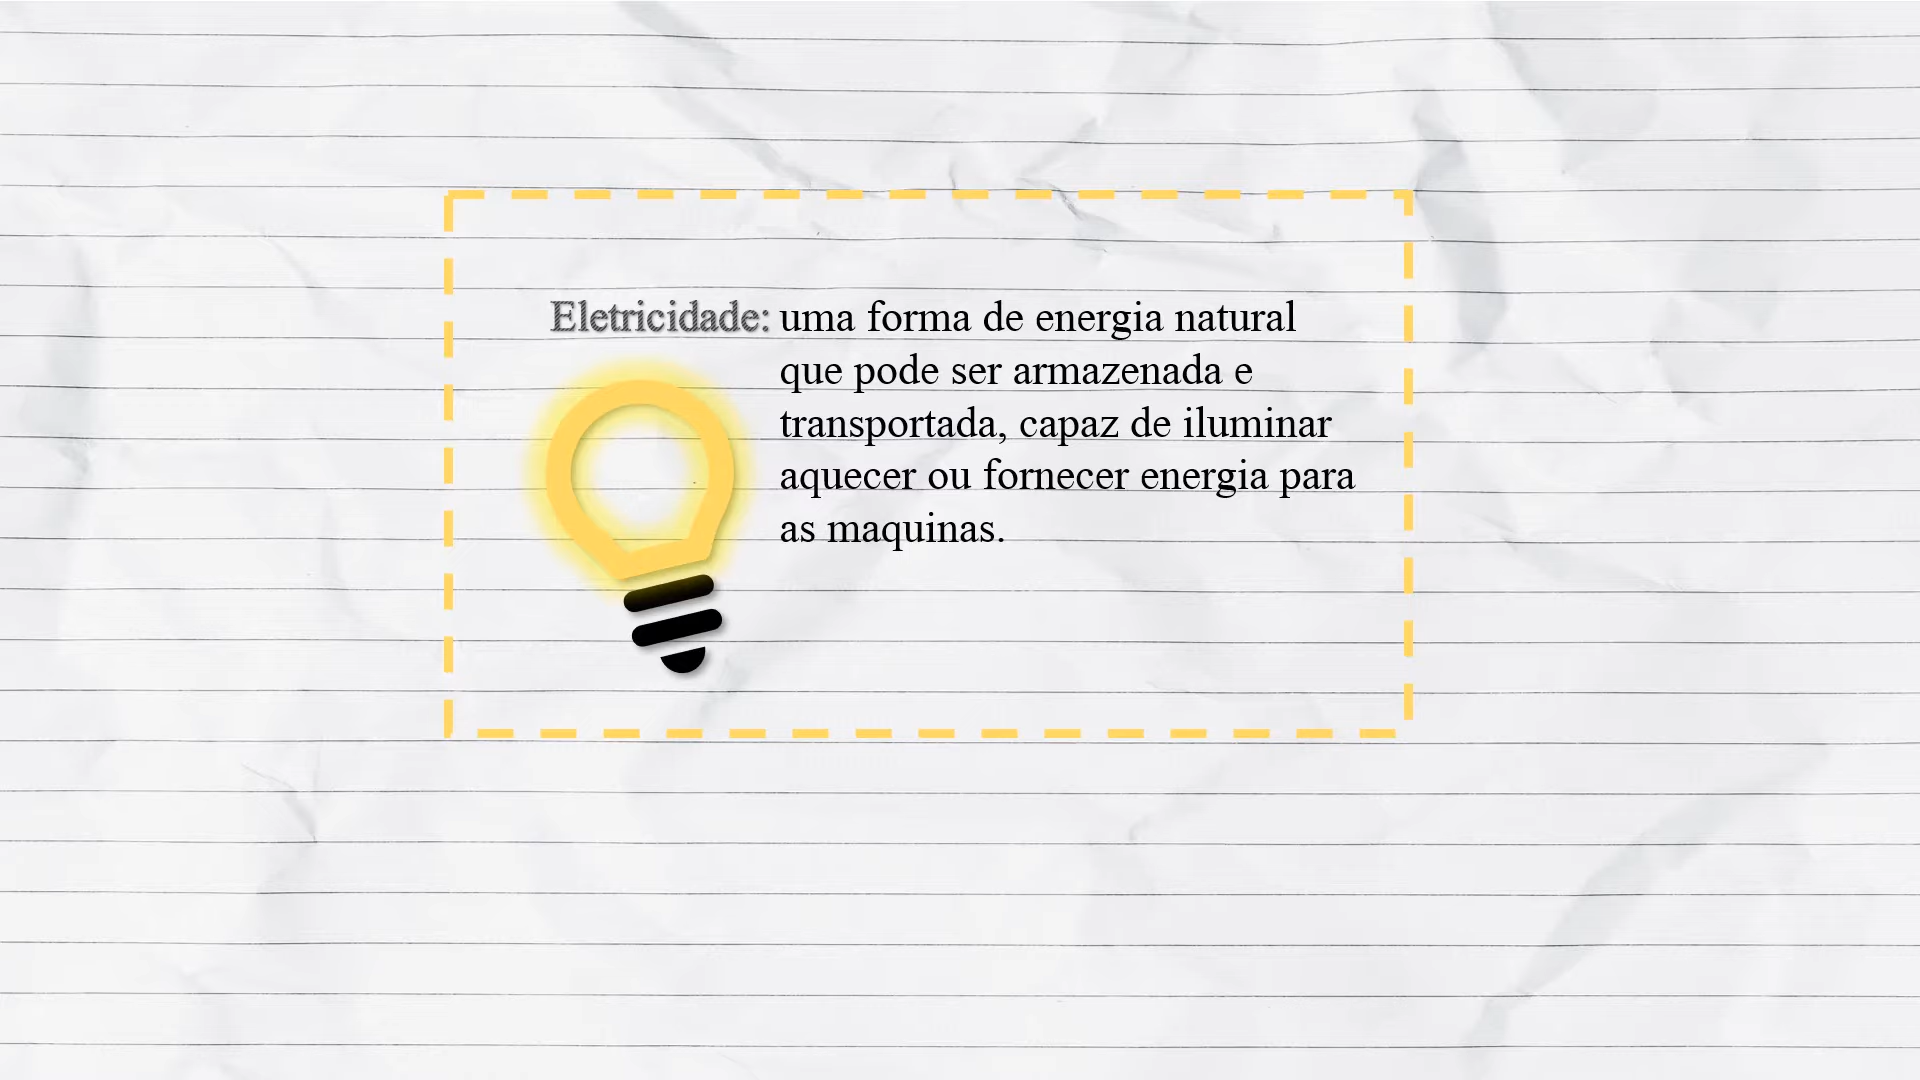 Eletricidade: uma forma de energia natural
que pode ser armazenada e
transportada, capaz de iluminar
aquecer ou fornecer energia para
as maquinas.